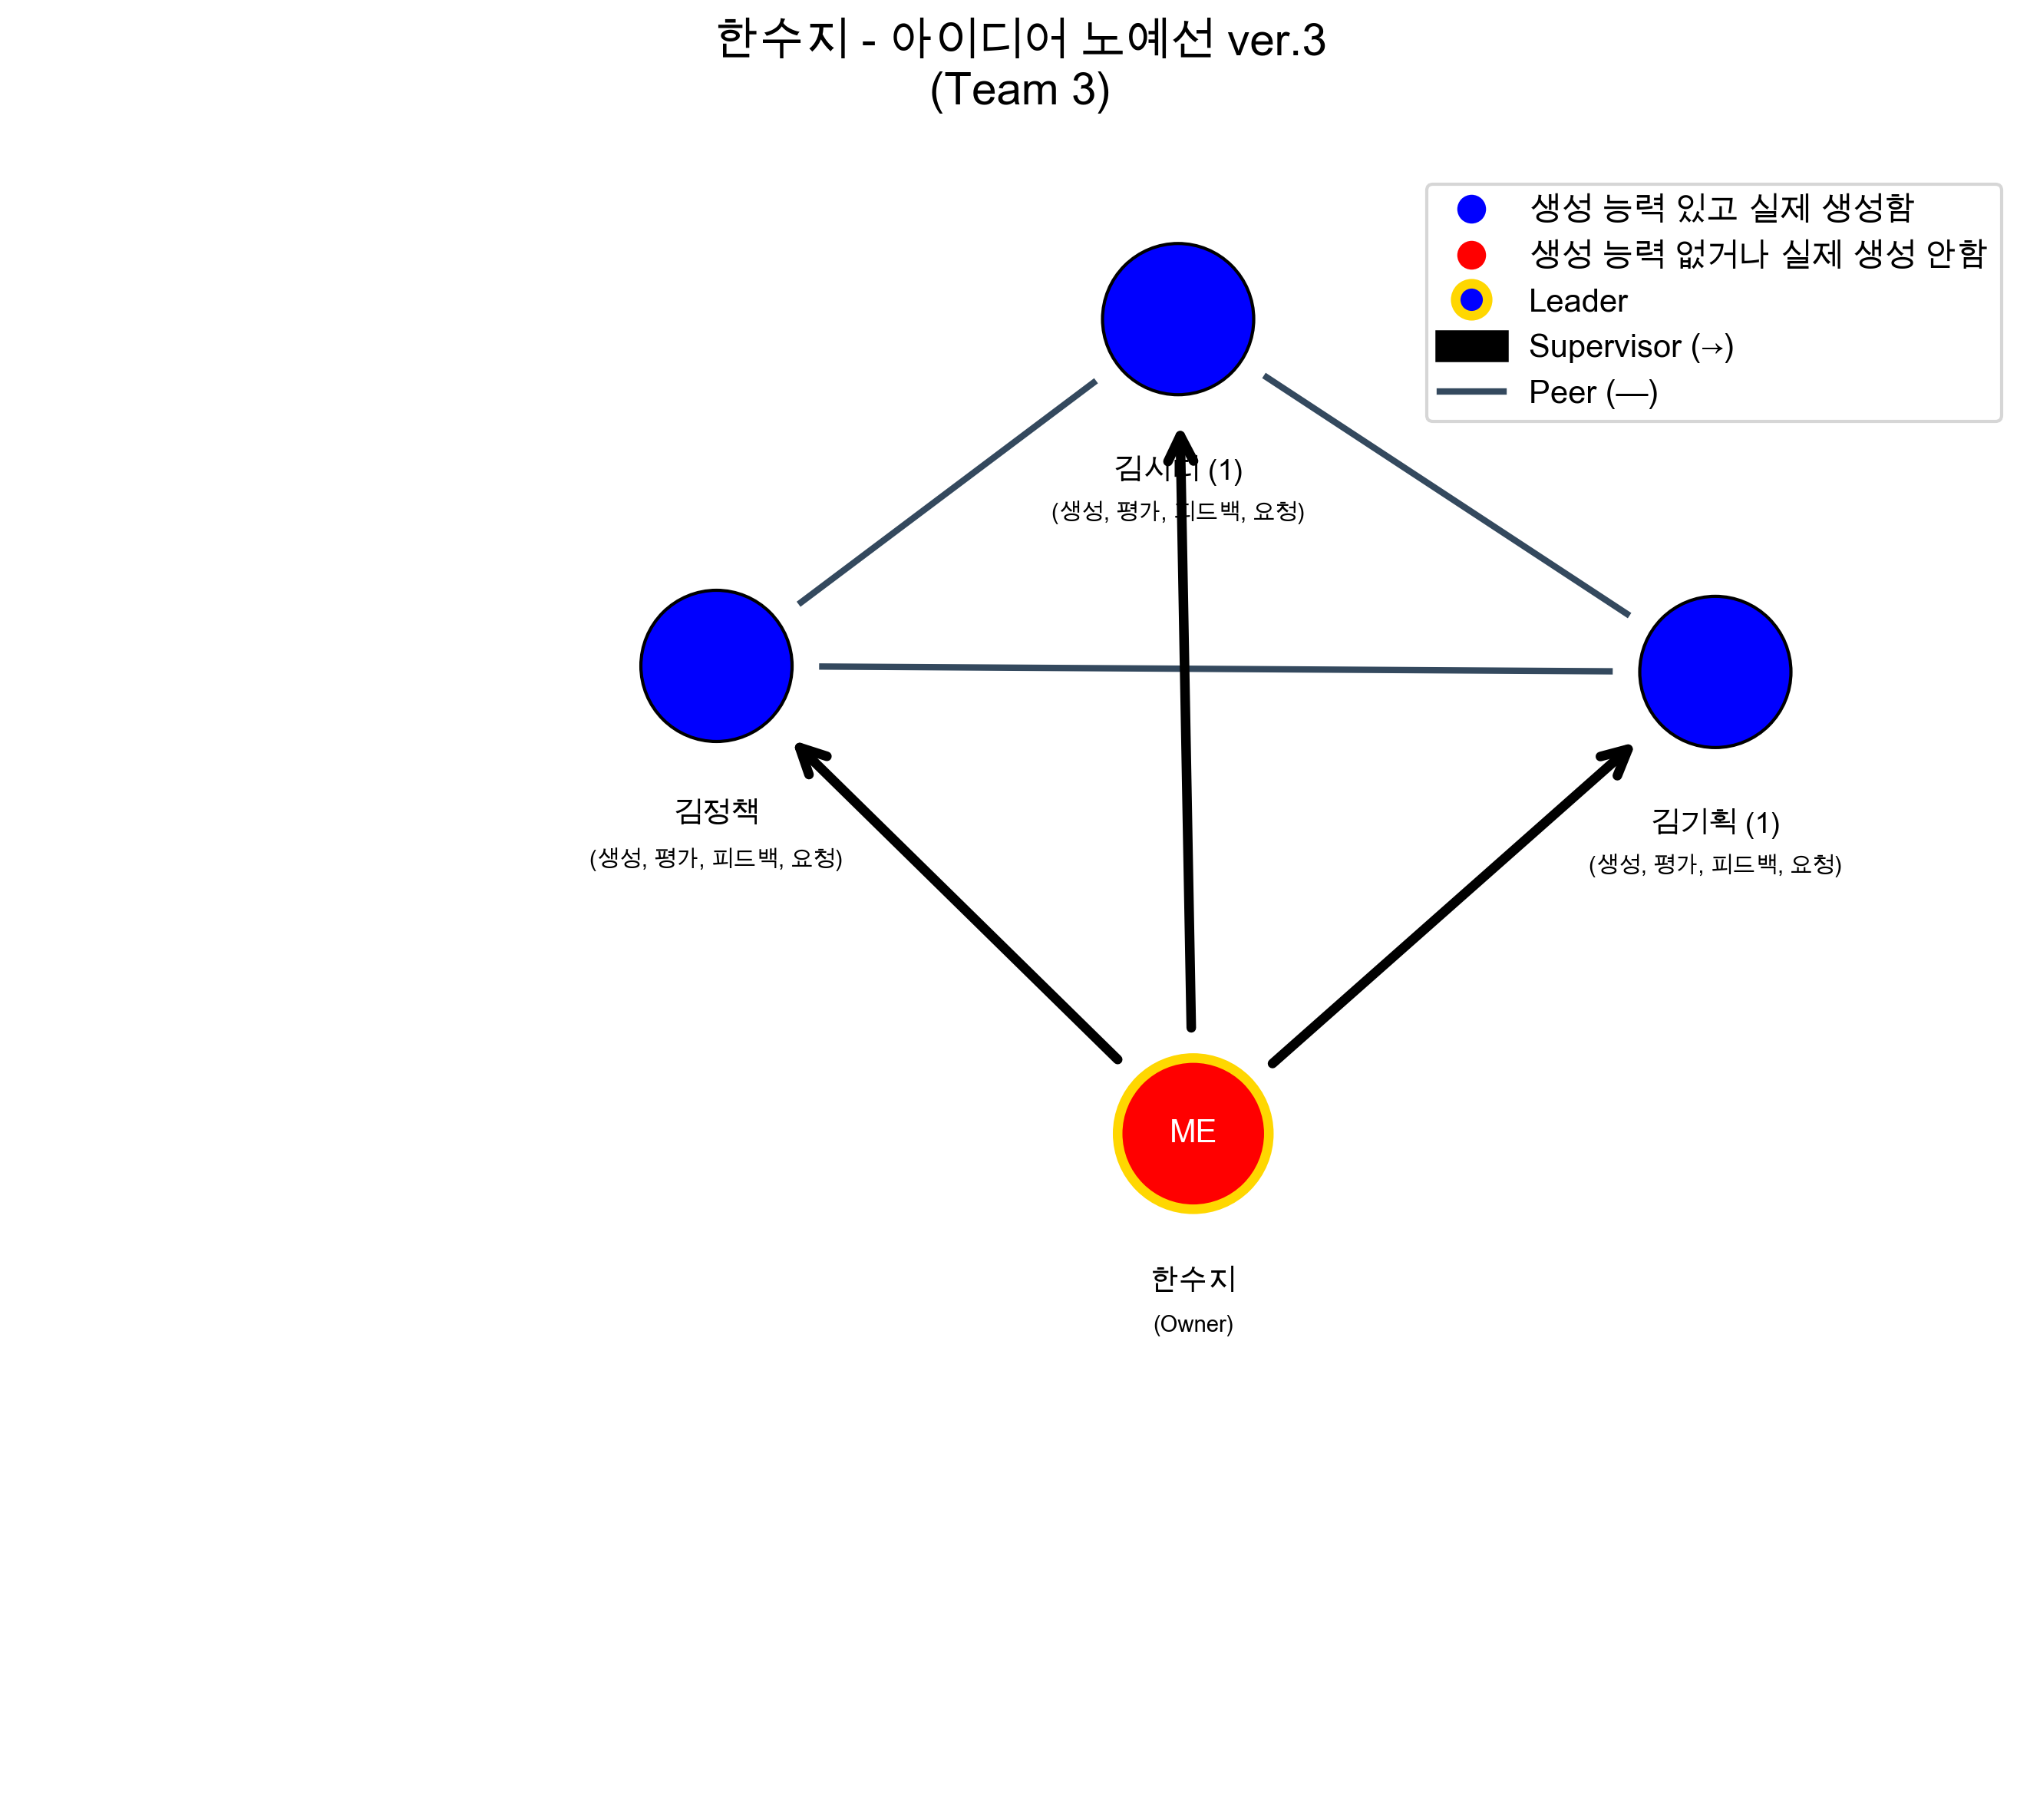 한수지 - 아이디어 노예선 ver.3
(Team 3)
생성 능력 있고 실제 생성함
생성 능력 없거나 실제 생성 안함
Leader
Supervisor (→)
Peer (—)
(1)
(생성, 평가, 피드백, 요청)
김정책
(생성, 평가, 피드백, 요청)
김기획 (1)
(생성, 평가, 피드백, 요청)
ME
한수지
(Owner)